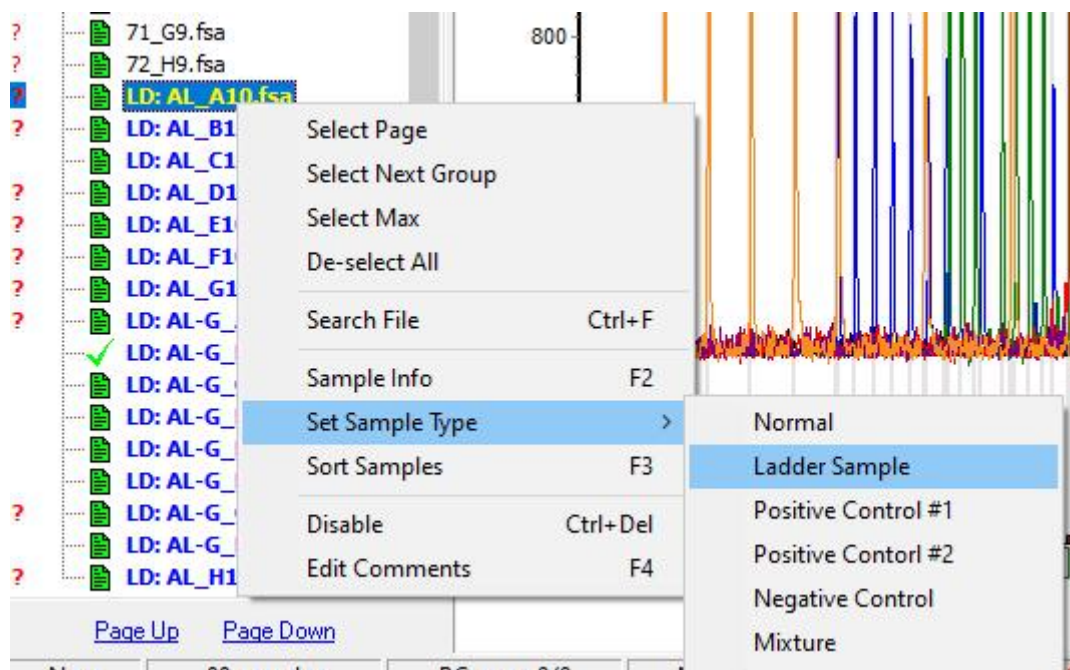 ? 71_G9.fsa
? 72_H9.fsa
800
? LD: AL_A10.fsa
? LD: AL_B1
LD: AL_C1
? LD: AL_D1
? LD: AL_E1
? LD: AL_F1
? LD: AL_G1
? LD: AL-G_
LD: AL-G_
LD: AL-G_
LD: AL-G_
LD: AL-G_
LD: AL-G_
? LD: AL-G_
LD: AL-G_
? LD: AL_H1
Select Page
Select Next Group
Select Max
De-select All
Search File Ctrl+F
Sample Info F2
Set Sample Type >
Sort Samples F3
Disable Ctrl+Del
Edit Comments F4
Normal
Ladder Sample
Positive Control #1
Positive Contorl #2
Negative Control
Mixture
Page Up Page Down